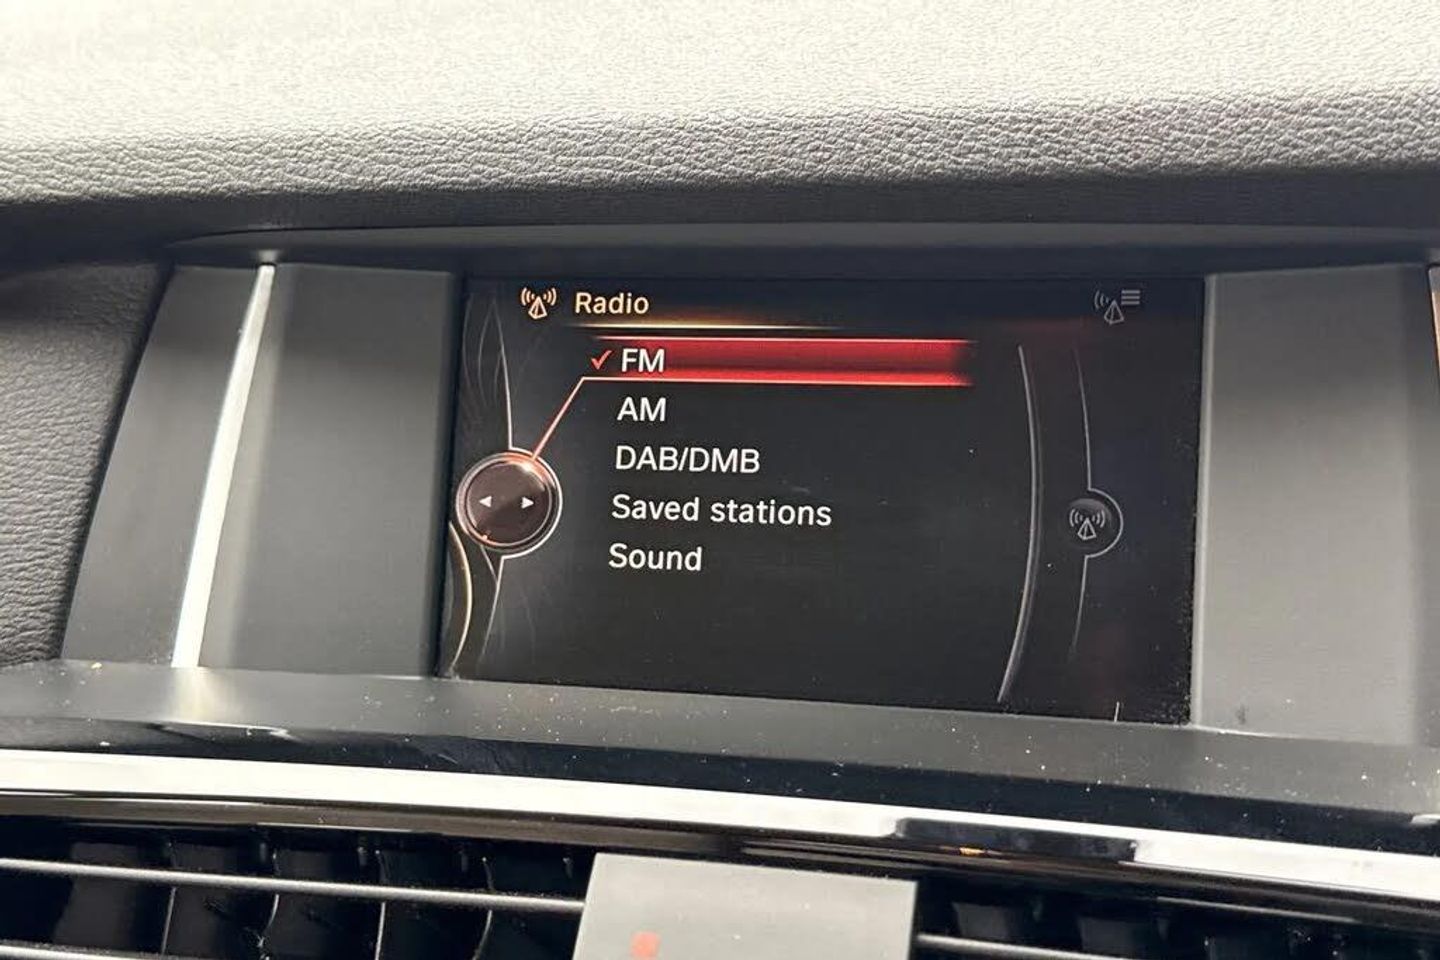 Radio
FM
AM
DAB/DMB
Saved stations
Sound